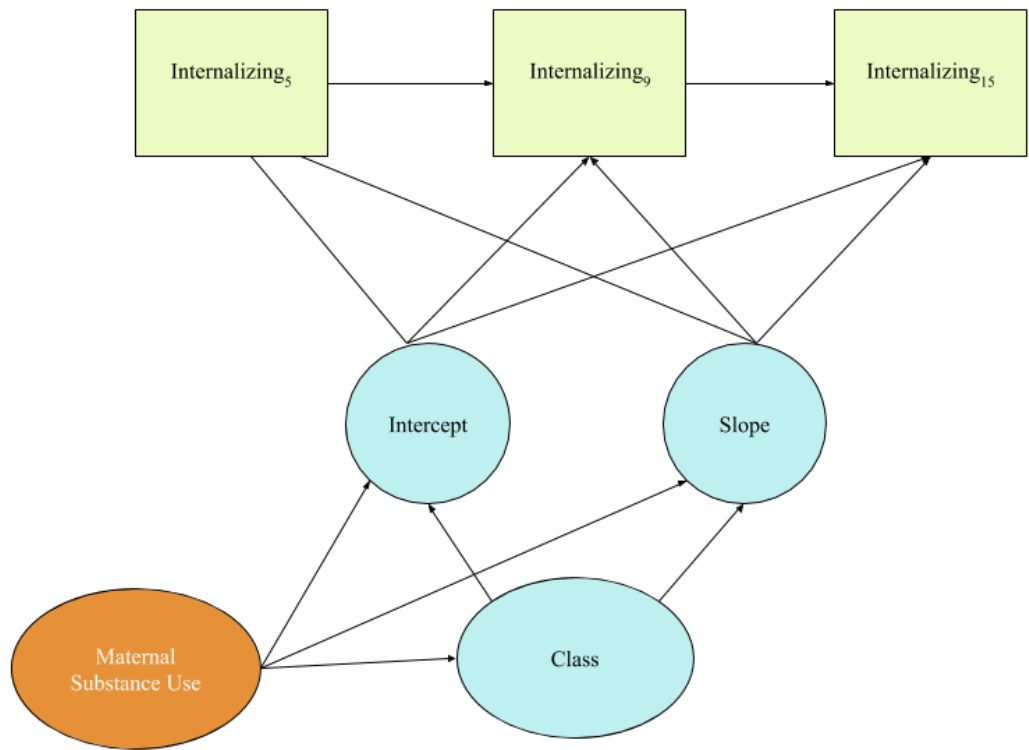 Internalizing₅
Internalizing₉
Internalizing₁₅
Intercept
Slope
Maternal
Substance Use
Class